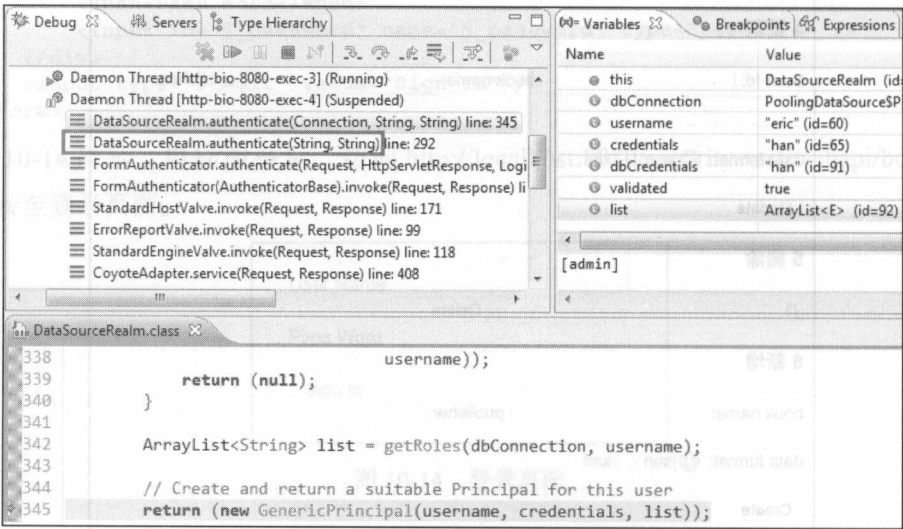 Debug Servers Type Hierarchy
Daemon Thread [http-bio-8080-exec-3] (Running)
Daemon Thread [http-bio-8080-exec-4] (Suspended)
DataSourceRealm.authenticate(Connection, String, String) line: 345
DataSourceRealm.authenticate(String, String) line: 292
FormAuthenticator.authenticate(Request, HttpServletResponse, Logi
FormAuthenticator(AuthenticatorBase).invoke(Request, Response) li
StandardHostValve.invoke(Request, Response) line: 171
ErrorReportValve.invoke(Request, Response) line: 99
StandardEngineValve.invoke(Request, Response) line: 118
CoyoteAdapter.service(Request, Response) line: 408
(x)= Variables Breakpoints Expressions
Name Value
this DataSourceRealm (id=
dbConnection PoolingDataSource$P
username "eric" (id=60)
credentials "han" (id=65)
dbCredentials "han" (id=91)
validated true
list ArrayList<E> (id=92)
[admin]
DataSourceRealm.class
338 username));
339 return (null);
340 }
341
342 ArrayList<String> list = getRoles(dbConnection, username);
343
344 // Create and return a suitable Principal for this user
345 return (new GenericPrincipal(username, credentials, list));